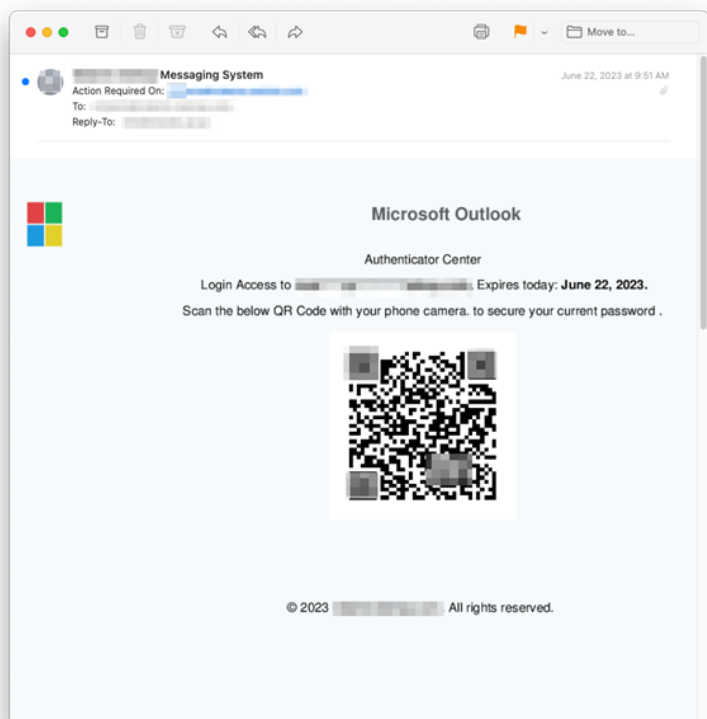 Move to...
Messaging System
June 22, 2023 at 9:51 AM
Action Required On:
To:
Reply-To:
Microsoft Outlook
Authenticator Center
Login Access to Expires today: June 22, 2023.
Scan the below QR Code with your phone camera. to secure your current password .
© 2023 All rights reserved.